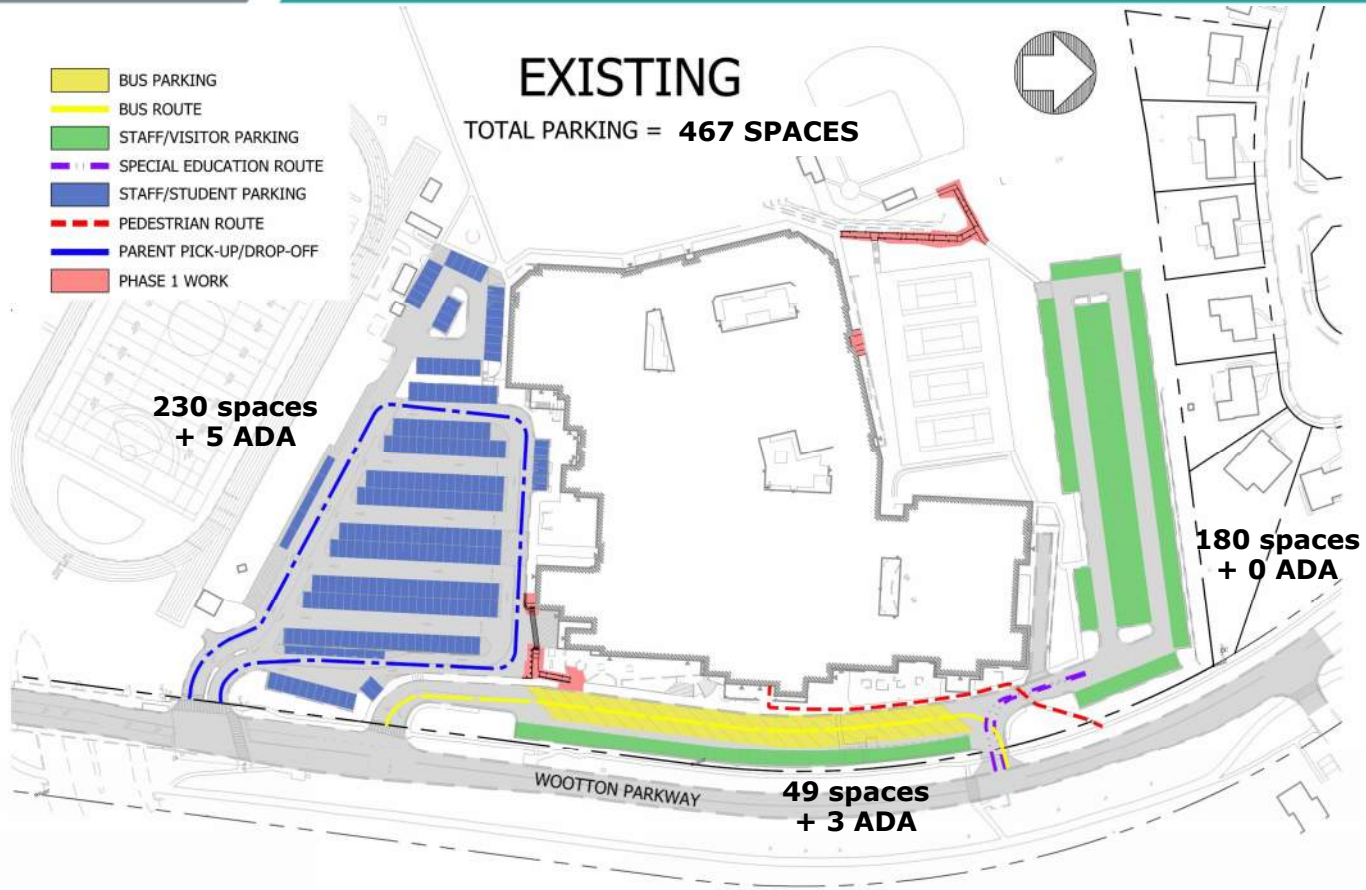 EXISTING
TOTAL PARKING = 467 SPACES
BUS PARKING
BUS ROUTE
STAFF/VISITOR PARKING
SPECIAL EDUCATION ROUTE
STAFF/STUDENT PARKING
PEDESTRIAN ROUTE
PARENT PICK-UP/DROP-OFF
PHASE 1 WORK
230 spaces
+ 5 ADA
180 spaces
+ 0 ADA
WOOTTON PARKWAY
49 spaces
+ 3 ADA